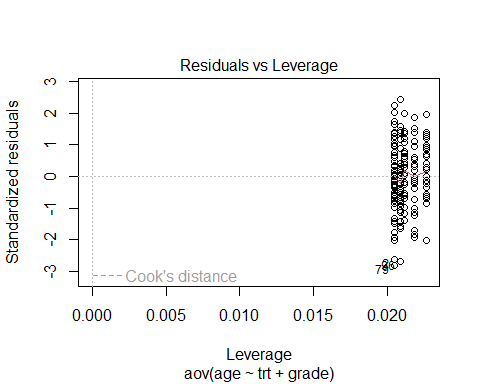 Residuals vs Leverage
Standardized residuals
3
2
1
0
-1
-2
-3
79
Cook's distance
0.000
0.005
0.010
0.015
0.020
Leverage
aov(age ~ trt + grade)